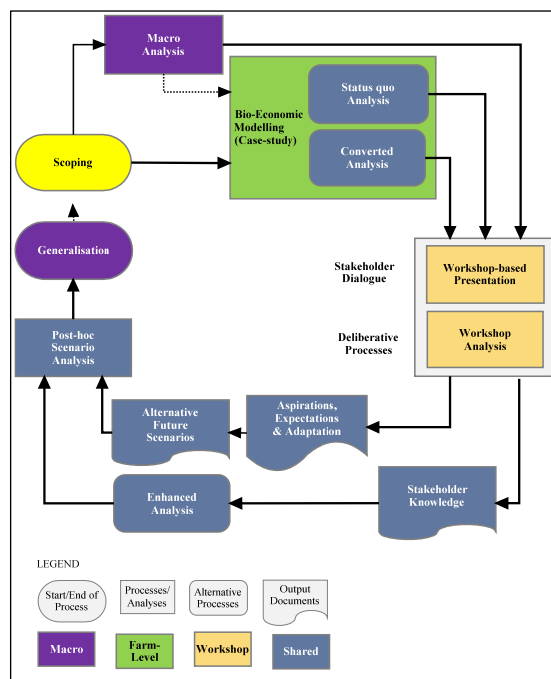 Macro
Analysis
Status quo
Analysis
Bio-Economic
Modelling
(Case-study)
Converted
Analysis
Scoping
Generalisation
Stakeholder
Dialogue
Workshop-based
Presentation
Deliberative
Processes
Workshop
Analysis
Post-hoc
Scenario
Analysis
Alternative
Future
Scenarios
Aspirations,
Expectations
& Adaptation
Enhanced
Analysis
Stakeholder
Knowledge
LEGEND
Start/End of
Process
Processes/
Analyses
Alternative
Processes
Output
Documents
Macro
Farm-
Level
Workshop
Shared